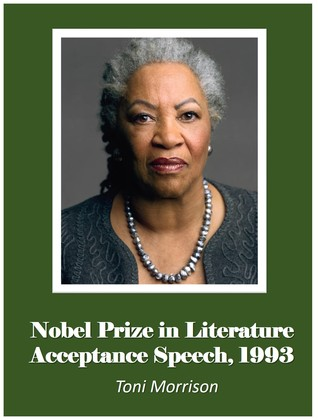 Nobel Prize in Literature
Acceptance Speech, 1993
Toni Morrison